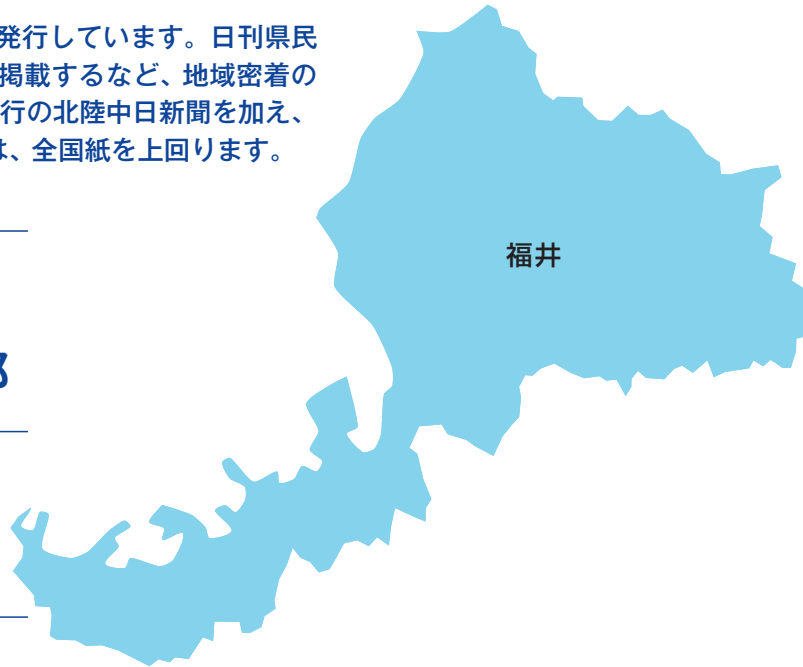 発行しています。日刊県民
掲載するなど、地域密着の
行の北陸中日新聞を加え、
は、全国紙を上回ります。
福井